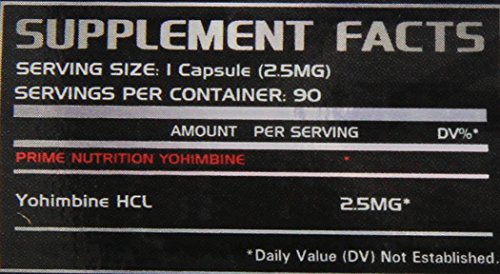 SUPPLEMENT FACTS
SERVING SIZE: 1 Capsule (2.5MG)
SERVINGS PER CONTAINER: 90
AMOUNT PER SERVING DV%*
PRIME NUTRITION YOHIMBINE *
Yohimbine HCL 2.5MG*
*Daily Value (DV) Not Established.